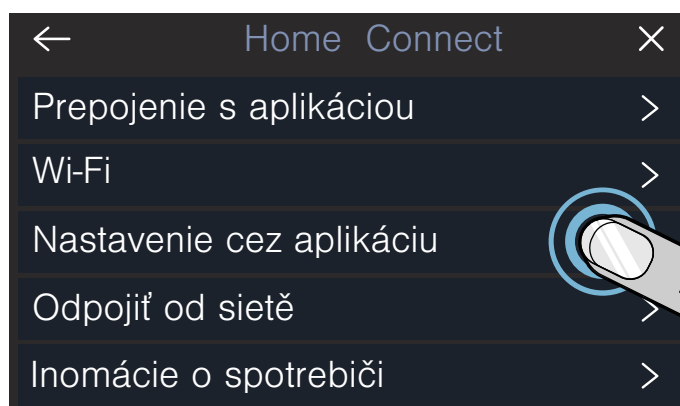 Home Connect
Prepojenie s aplikáciou
Wi-Fi
Nastavenie cez aplikáciu
Odpojiť od sietě
Inomácie o spotrebiči